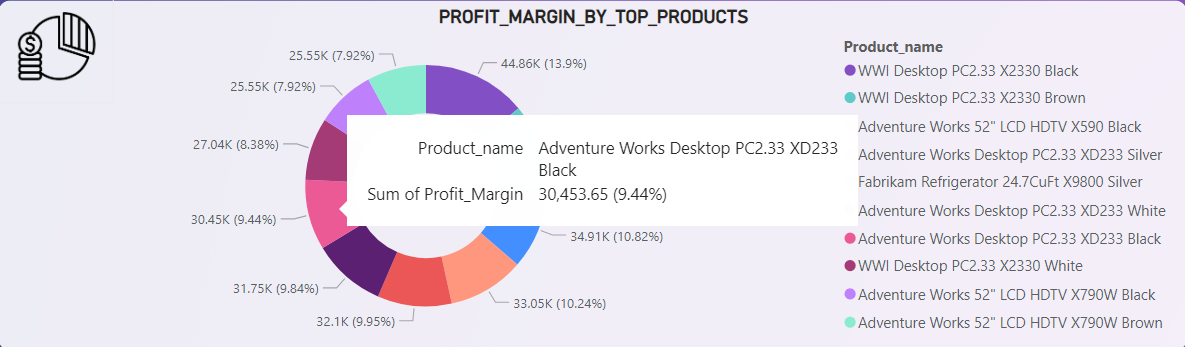 PROFIT_MARGIN_BY_TOP_PRODUCTS
$
25.55K (7.92%)
44.86K (13.9%)
25.55K (7.92%)
27.04K (8.38%)
30.45K (9.44%)
31.75K (9.84%)
32.1K (9.95%)
33.05K (10.24%)
34.91K (10.82%)
Product_name Adventure Works Desktop PC2.33 XD233
Black
Sum of Profit_Margin 30,453.65 (9.44%)
Product_name
WWI Desktop PC2.33 X2330 Black
WWI Desktop PC2.33 X2330 Brown
Adventure Works 52" LCD HDTV X590 Black
Adventure Works Desktop PC2.33 XD233 Silver
Fabrikam Refrigerator 24.7CuFt X9800 Silver
Adventure Works Desktop PC2.33 XD233 White
Adventure Works Desktop PC2.33 XD233 Black
WWI Desktop PC2.33 X2330 White
Adventure Works 52" LCD HDTV X790W Black
Adventure Works 52" LCD HDTV X790W Brown